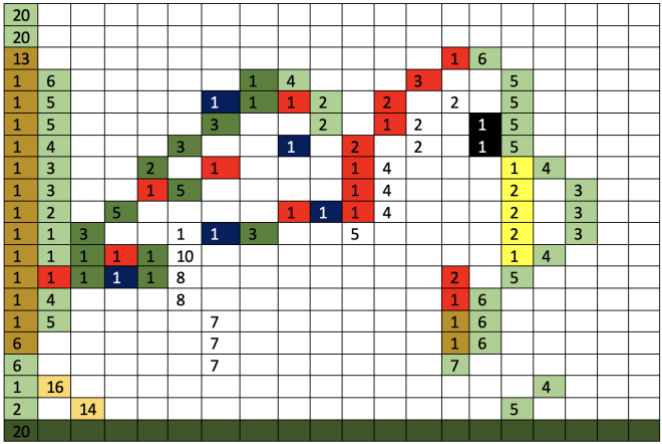 20
20
13 1 6
1 6 1 4 3 5
1 5 1 1 1 2 2 2 5
1 5 3 2 1 2 1 5
1 4 3 1 2 2 1 5
1 3 2 1 1 4 1 4
1 3 1 5 1 4 2 3
1 2 5 1 1 1 4 2 3
1 1 3 1 1 3 5 2 3
1 1 1 1 1 10 1 4
1 1 1 1 1 8 2 5
1 4 8 1 6
1 5 7 1 6
6 7 1 6
6 7 7
1 16 4
2 14 5
20